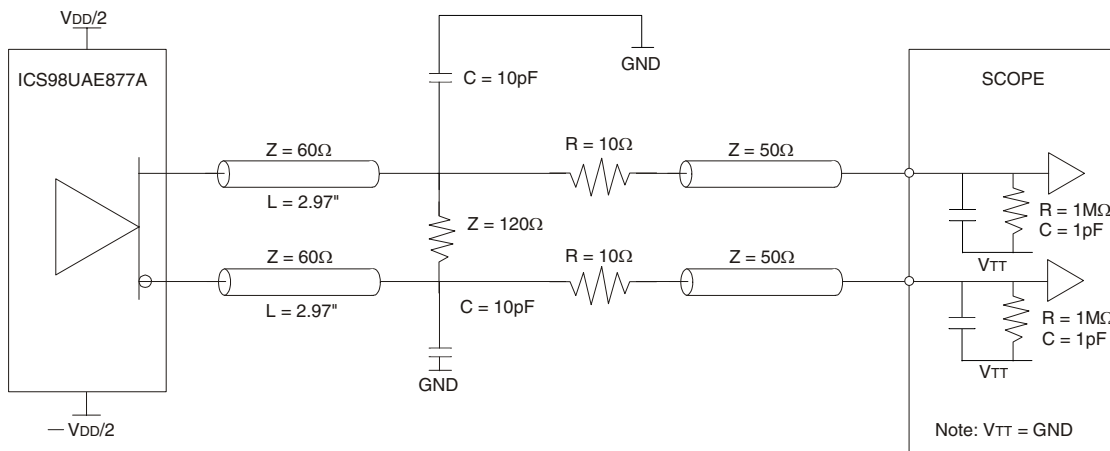 VDD/2
ICS98UAE877A
GND
C = 10pF
SCOPE
Z = 60Ω
R = 10Ω
Z = 50Ω
L = 2.97"
Z = 120Ω
R = 1MΩ
C = 1pF
VTT
Z = 60Ω
R = 10Ω
Z = 50Ω
L = 2.97"
C = 10pF
R = 1MΩ
C = 1pF
VTT
GND
— VDD/2
Note: VTT = GND